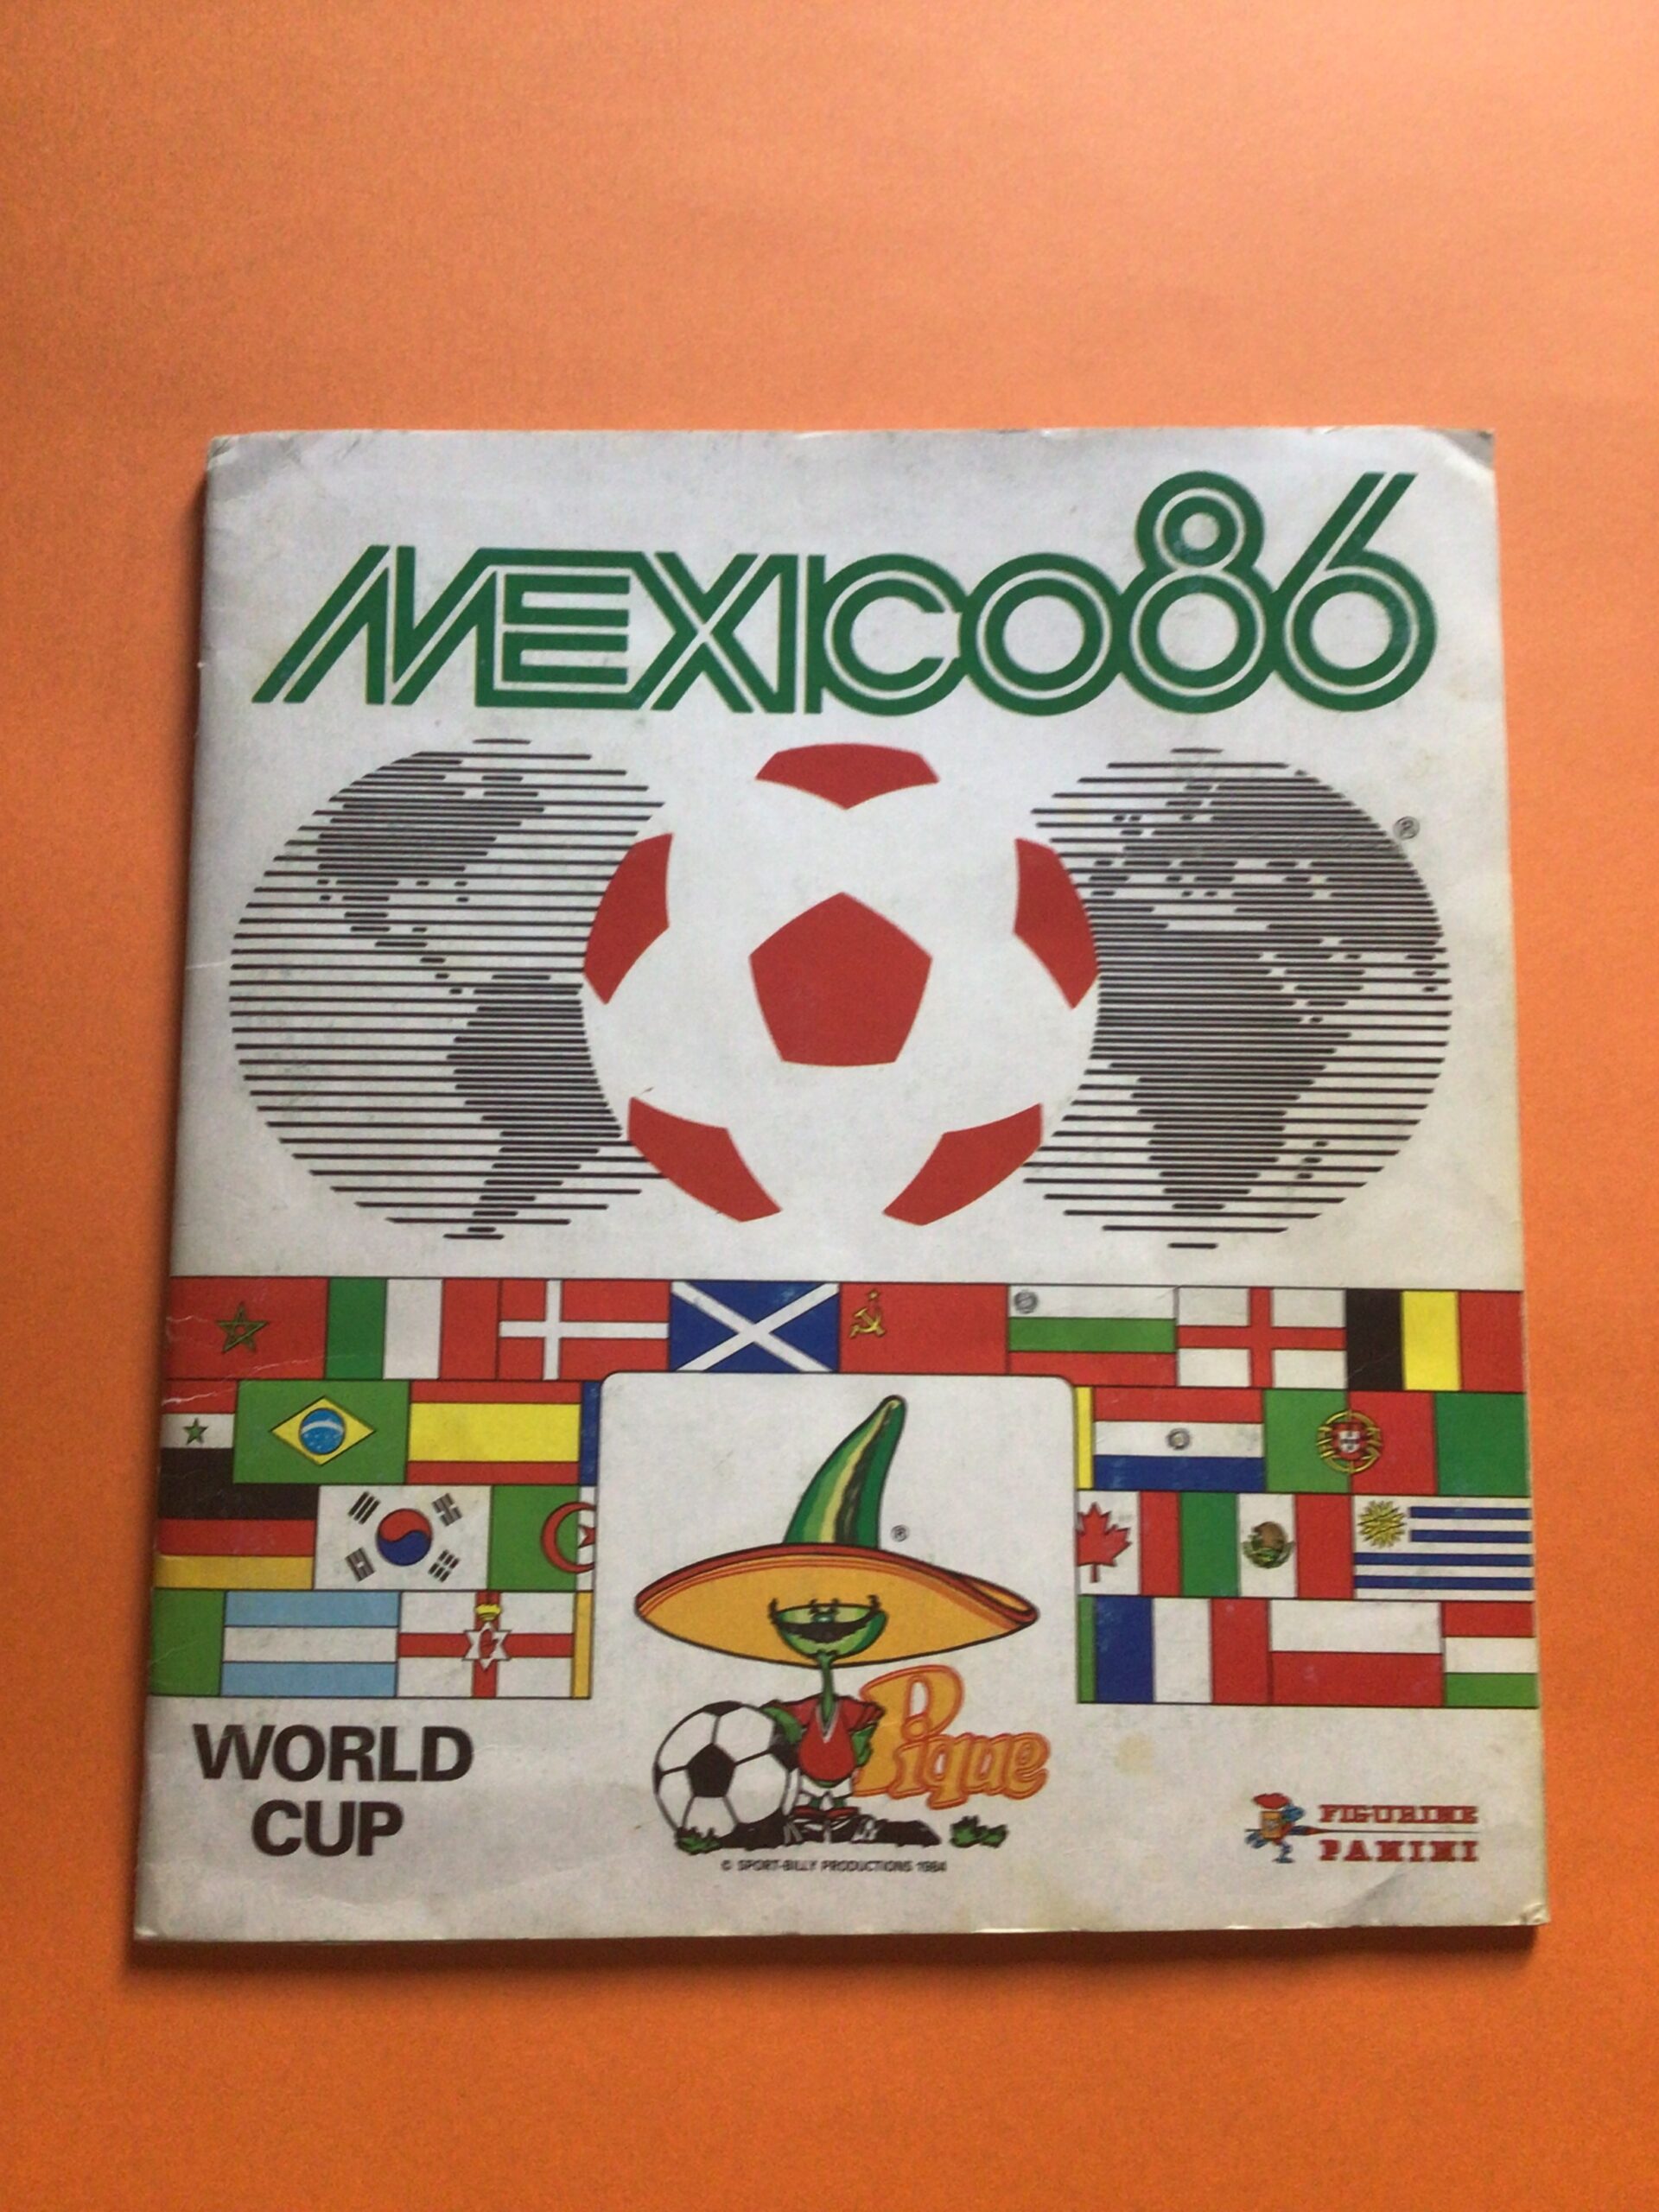 MEXICO86
®
®
Pique
WORLD
CUP
FIGURINE
PANINI
© SPORT-BILLY PRODUCTIONS 1984